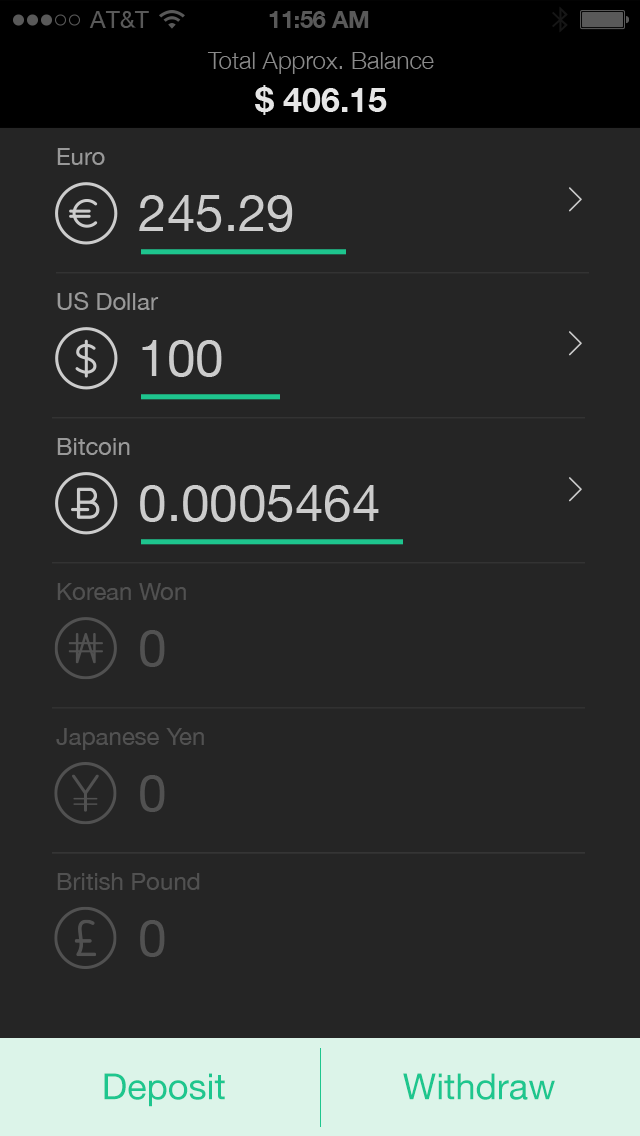 AT&T 11:56 AM
Total Approx. Balance
$ 406.15
Euro
€ 245.29
US Dollar
$ 100
Bitcoin
Ƀ 0.0005464
Korean Won
₩ 0
Japanese Yen
¥ 0
British Pound
£ 0
Deposit Withdraw